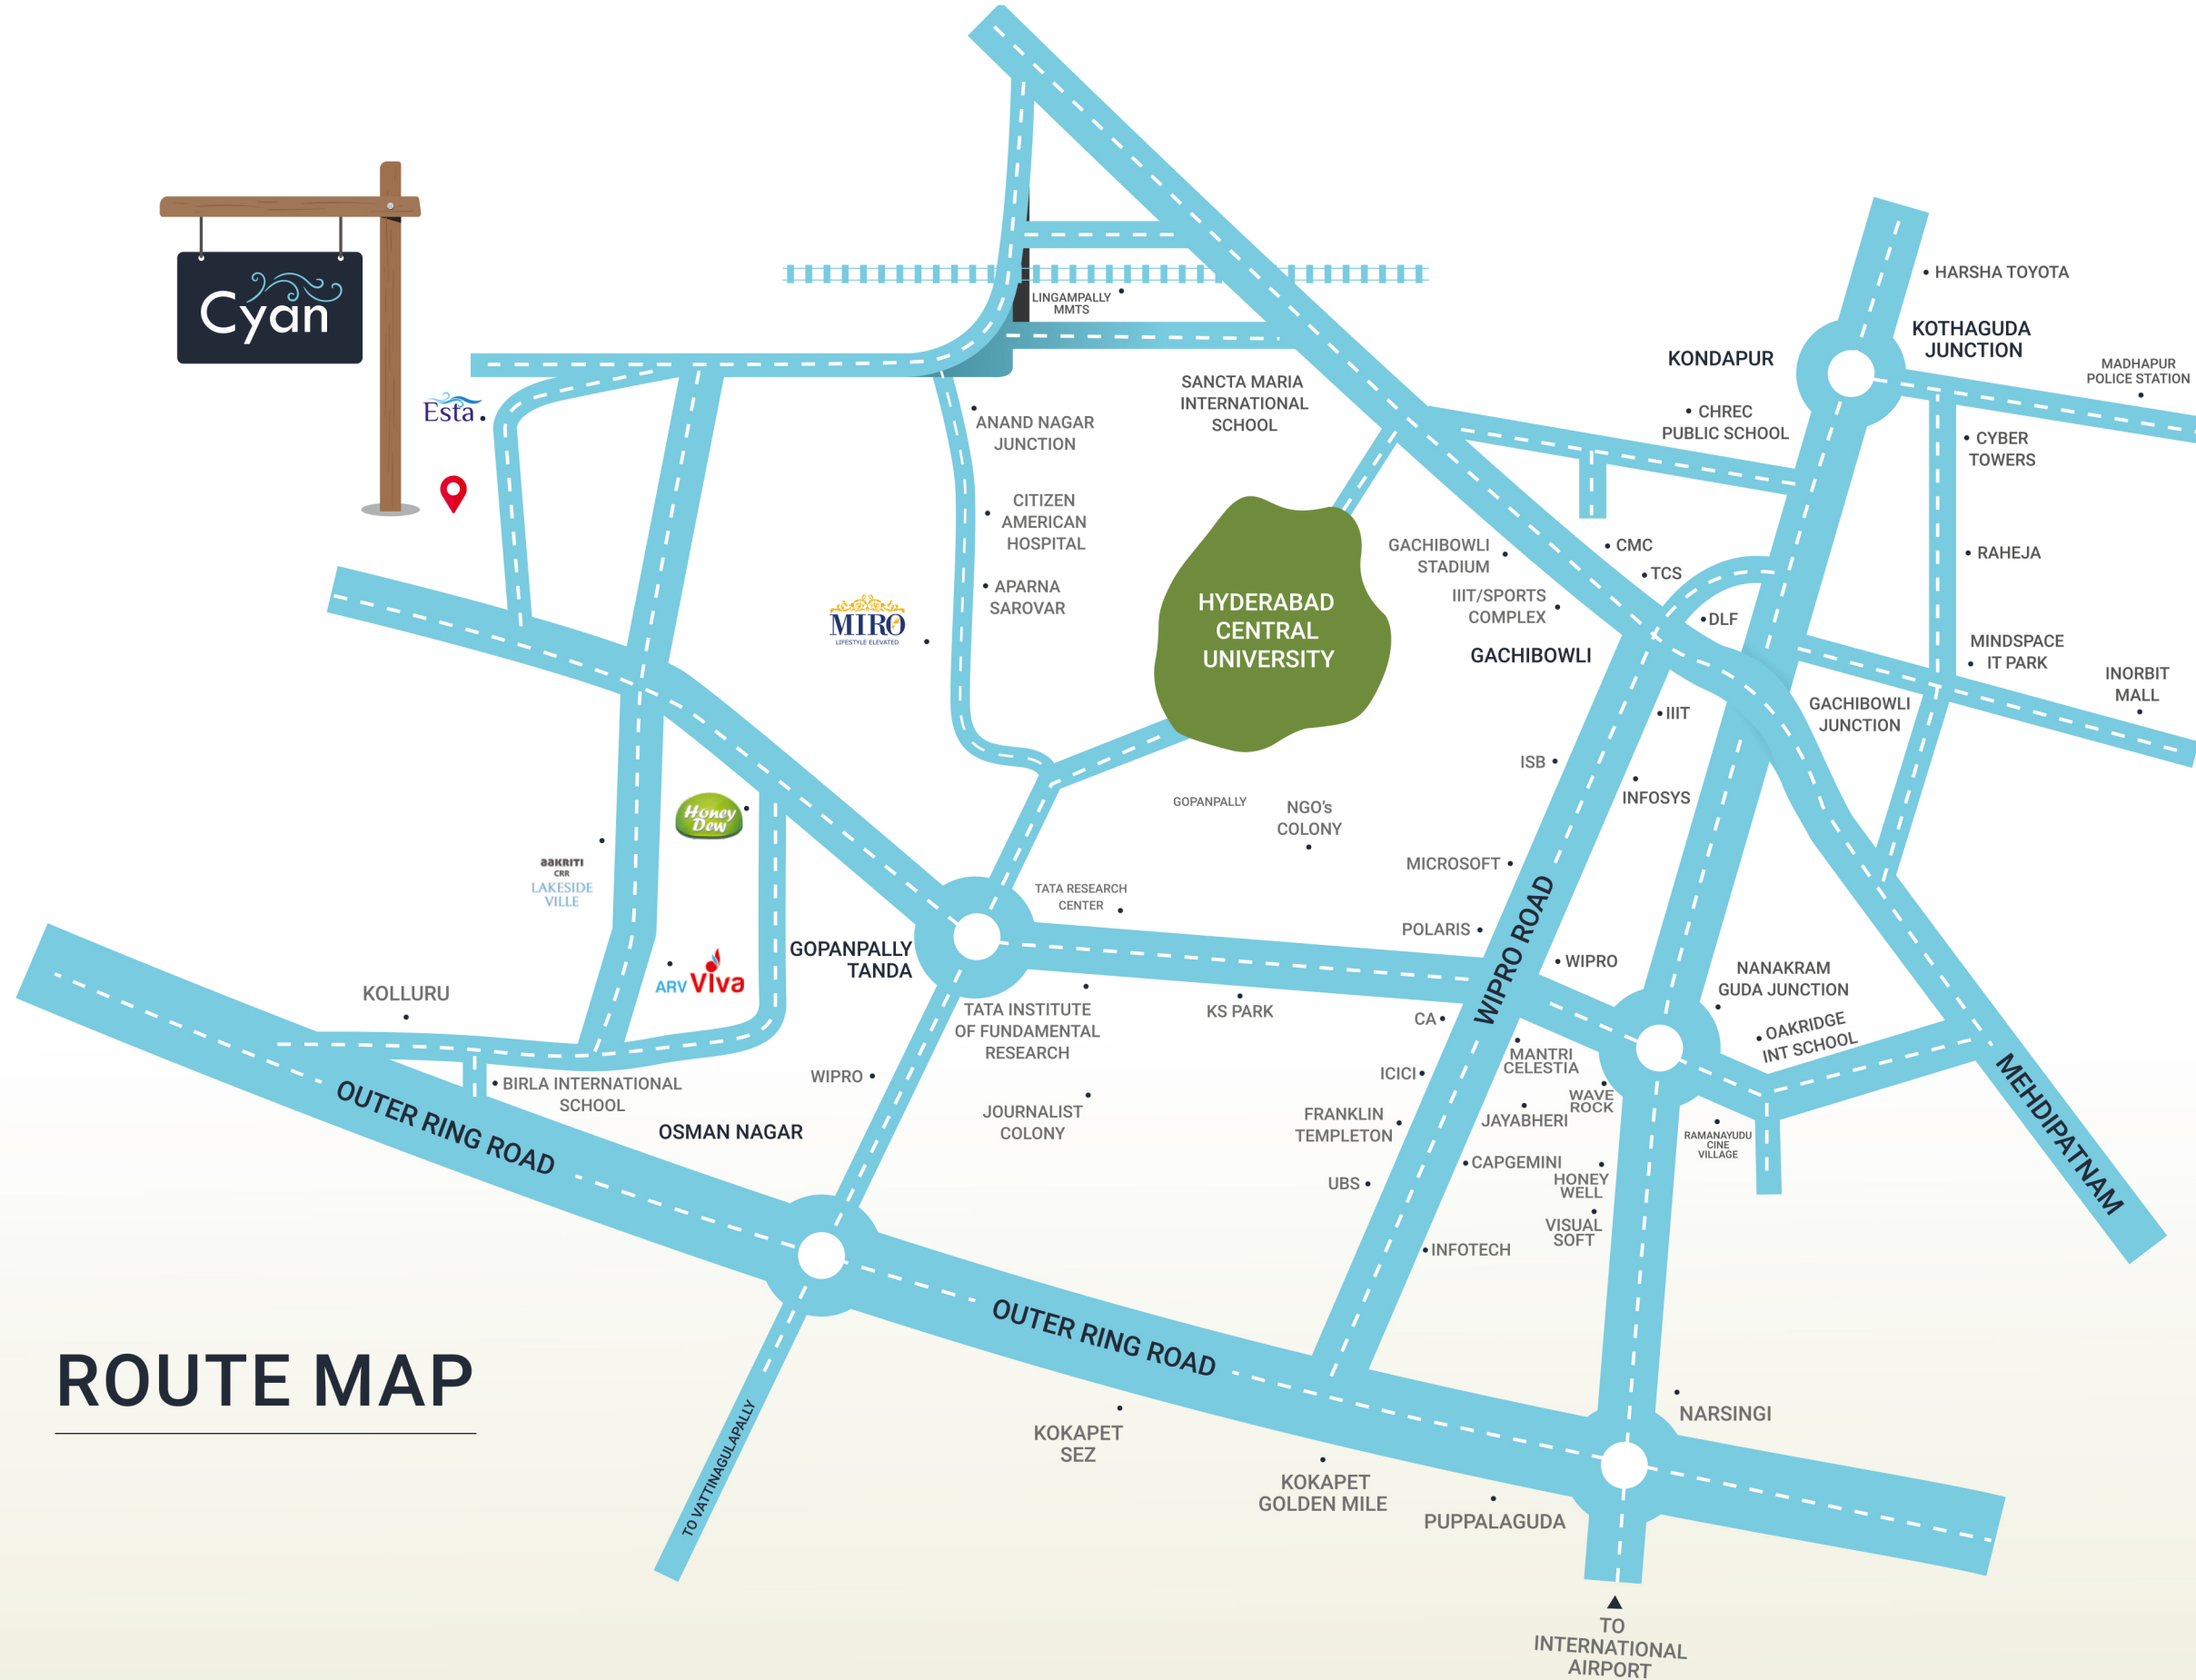 Cyan
Esta
LINGAMPALLY
MMTS
HARSHA TOYOTA
KOTHAGUDA
JUNCTION
KONDAPUR
MADHAPUR
POLICE STATION
SANCTA MARIA
INTERNATIONAL
SCHOOL
CHREC
PUBLIC SCHOOL
ANAND NAGAR
JUNCTION
CYBER
TOWERS
CITIZEN
AMERICAN
HOSPITAL
GACHIBOWLI
STADIUM
CMC
TCS
RAHEJA
APARNA
SAROVAR
IIIT/SPORTS
COMPLEX
DLF
MIRO
LIFESTYLE ELEVATED
HYDERABAD
CENTRAL
UNIVERSITY
GACHIBOWLI
MINDSPACE
IT PARK
INORBIT
MALL
IIIT
GACHIBOWLI
JUNCTION
ISB
INFOSYS
Honey
Dew
GOPANPALLY
NGO's
COLONY
aaKRITI
CRR
LAKESIDE
VILLE
MICROSOFT
TATA RESEARCH
CENTER
POLARIS
WIPRO ROAD
WIPRO
GOPANPALLY
TANDA
ARV Viva
NANAKRAM
GUDA JUNCTION
KOLLURU
TATA INSTITUTE
OF FUNDAMENTAL
RESEARCH
KS PARK
CA
OAKRIDGE
INT SCHOOL
MANTRI
CELESTIA
BIRLA INTERNATIONAL
SCHOOL
WIPRO
ICICI
WAVE
ROCK
MEHDIPATNAM
OUTER RING ROAD
OSMAN NAGAR
JOURNALIST
COLONY
FRANKLIN
TEMPLETON
JAYABHERI
RAMANAYUDU
CINE
VILLAGE
CAPGEMINI
UBS
HONEY
WELL
VISUAL
SOFT
INFOTECH
OUTER RING ROAD
ROUTE MAP
TO VATTINAGULAPALLY
KOKAPET
SEZ
NARSINGI
KOKAPET
GOLDEN MILE
PUPPALAGUDA
TO
INTERNATIONAL
AIRPORT